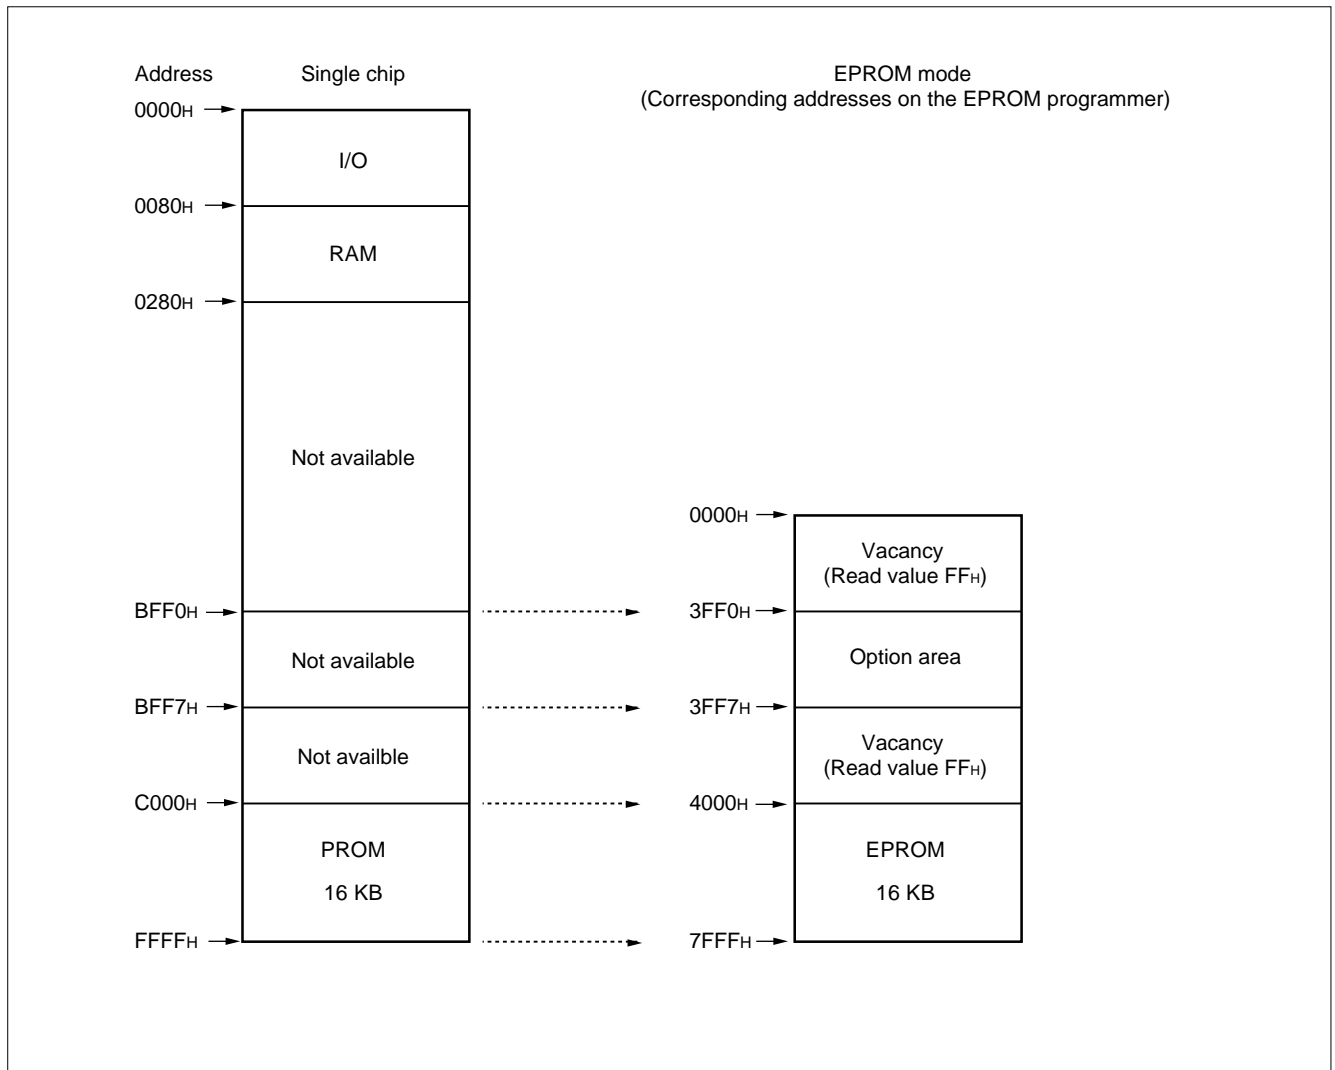 Address
Single chip
EPROM mode
(Corresponding addresses on the EPROM programmer)
0000H
I/O
0080H
RAM
0280H
Not available
0000H
Vacancy
(Read value FFH)
BFF0H
3FF0H
Not available
Option area
BFF7H
3FF7H
Not availble
Vacancy
(Read value FFH)
C000H
4000H
PROM
16 KB
EPROM
16 KB
FFFFH
7FFFH